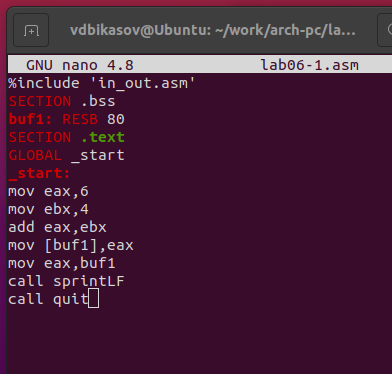 vdbikasov@Ubuntu: ~/work/arch-pc/la...
GNU nano 4.8 lab06-1.asm
%include 'in_out.asm'
SECTION .bss
buf1: RESB 80
SECTION .text
GLOBAL _start
_start:
mov eax,6
mov ebx,4
add eax,ebx
mov [buf1],eax
mov eax,buf1
call sprintLF
call quit